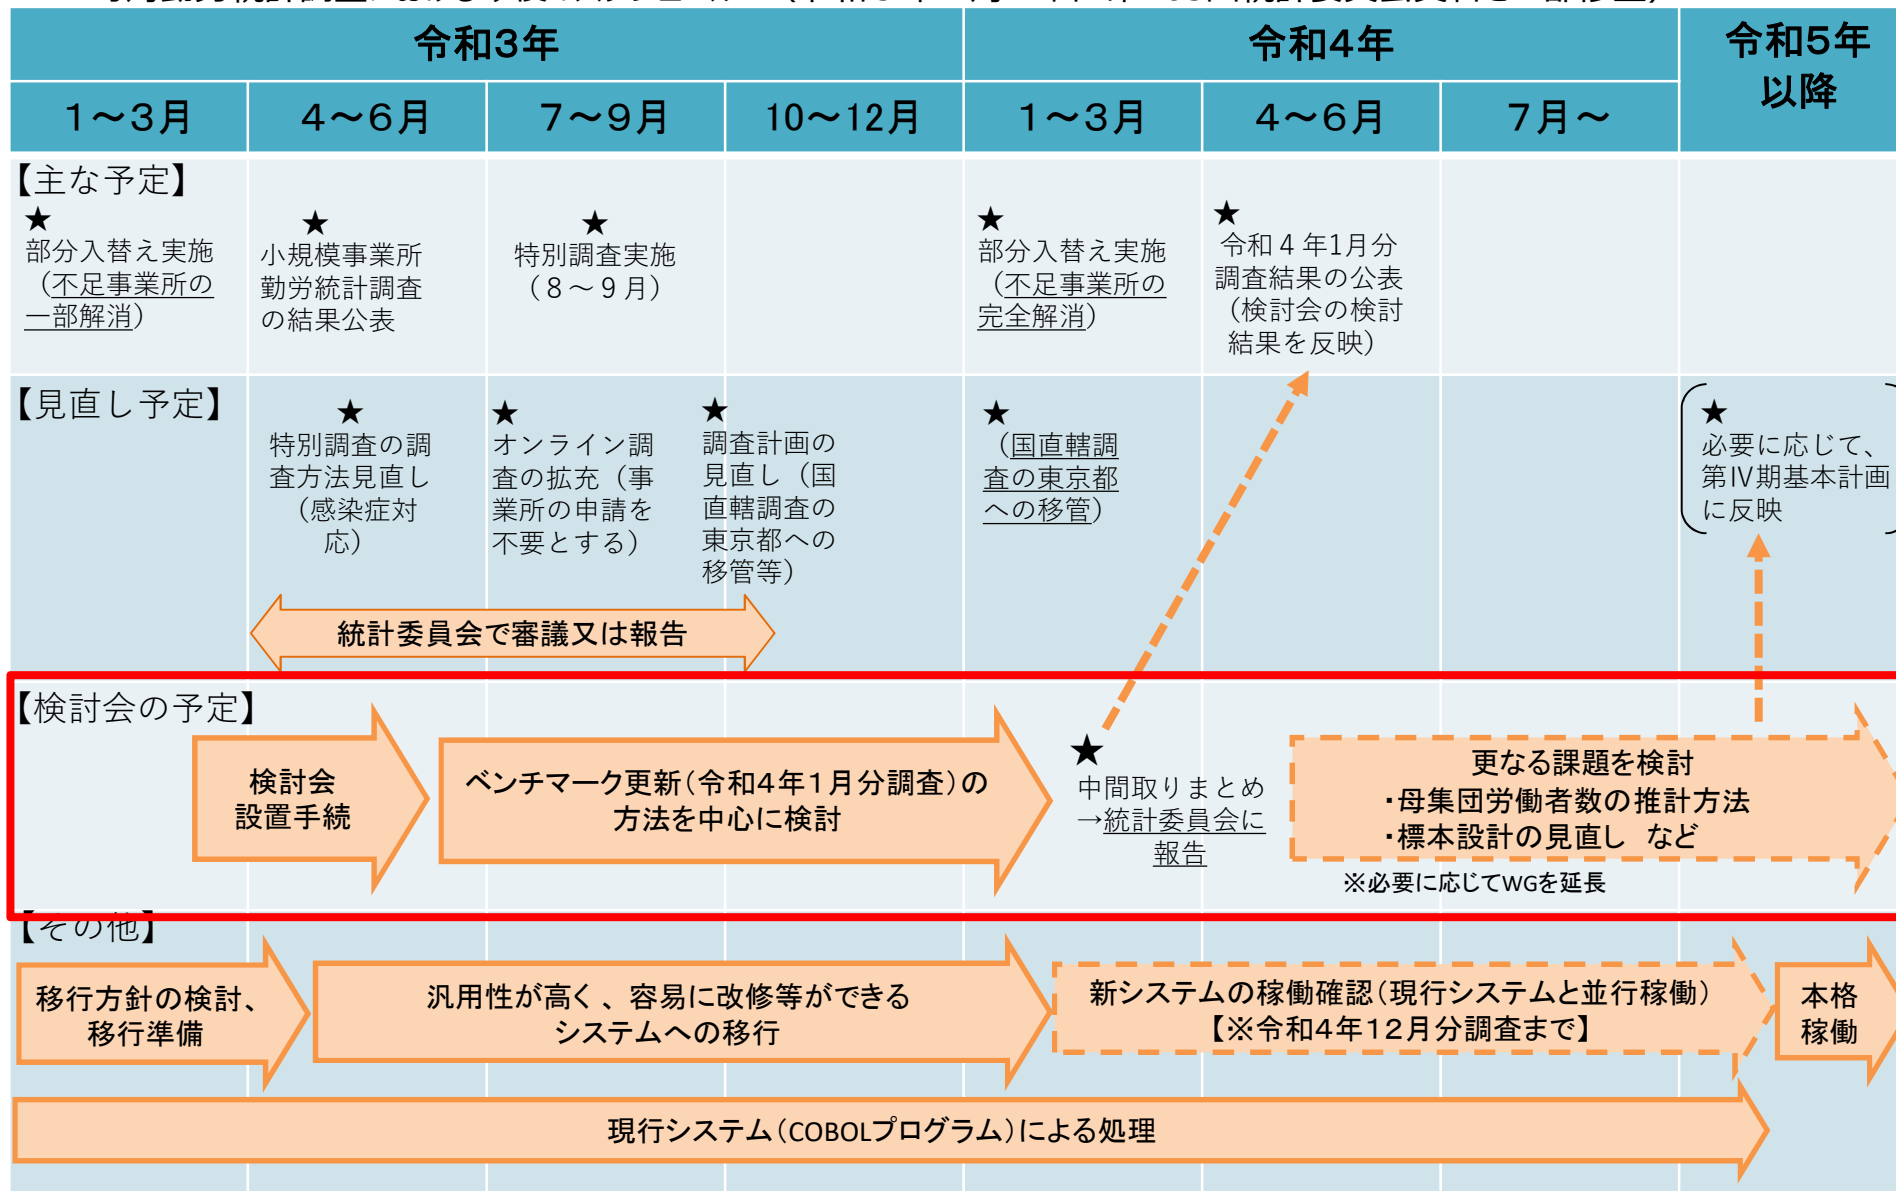 令和3年
令和4年
令和5年
以降
1～3月
4～6月
7～9月
10～12月
1～3月
4～6月
7月～
【主な予定】
★
部分入替え実施
（不足事業所の
一部解消）
★
小規模事業所
勤労統計調査
の結果公表
★
特別調査実施
（８～９月）
★
部分入替え実施
（不足事業所の
完全解消）
★
令和４年1月分
調査結果の公表
（検討会の検討
結果を反映）
【見直し予定】
★
特別調査の調
査方法見直し
（感染症対
応）
★
オンライン調
査の拡充（事
業所の申請を
不要とする）
★
調査計画の
見直し（国
直轄調査の
東京都への
移管等）
★
（国直轄調
査の東京都
への移管）
★
必要に応じて、
第Ⅳ期基本計画
に反映
統計委員会で審議又は報告
【検討会の予定】
検討会
設置手続
ベンチマーク更新（令和４年１月分調査）の
方法を中心に検討
★
中間取りまとめ
→統計委員会に
報告
更なる課題を検討
・母集団労働者数の推計方法
・標本設計の見直し など
※必要に応じてWGを延長
【その他】
移行方針の検討、
移行準備
汎用性が高く、容易に改修等ができる
システムへの移行
新システムの稼働確認（現行システムと並行稼働）
【※令和４年１２月分調査まで】
本格
稼働
現行システム（COBOLプログラム）による処理